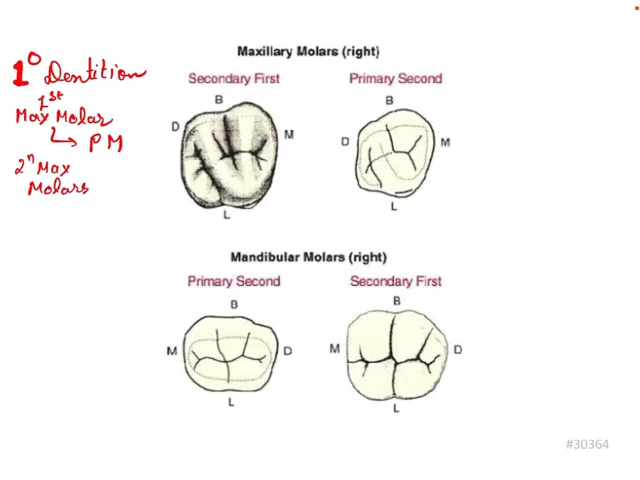 Maxillary Molars (right)
1° Dentition
1st
Max Molar
↳ PM
2n Max
Molars
Secondary First
Primary Second
B
D
M
L
B
D
M
L
Mandibular Molars (right)
Primary Second
Secondary First
B
M
D
L
B
M
D
L
#30364